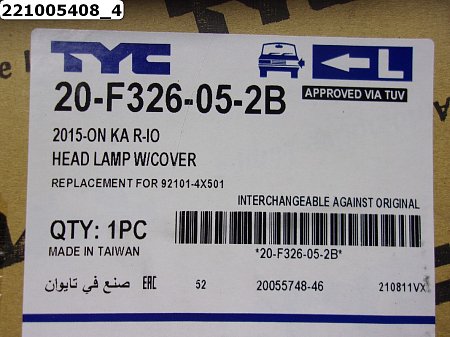 221005408_4
TYC
L
20-F326-05-2B
APPROVED VIA TUV
2015-ON KA R-IO
HEAD LAMP W/COVER
REPLACEMENT FOR 92101-4X501
INTERCHANGEABLE AGAINST ORIGINAL
QTY: 1PC
MADE IN TAIWAN
*20-F326-05-2B*
صنع في تايوان EAC 52 20055748-46 210811VX